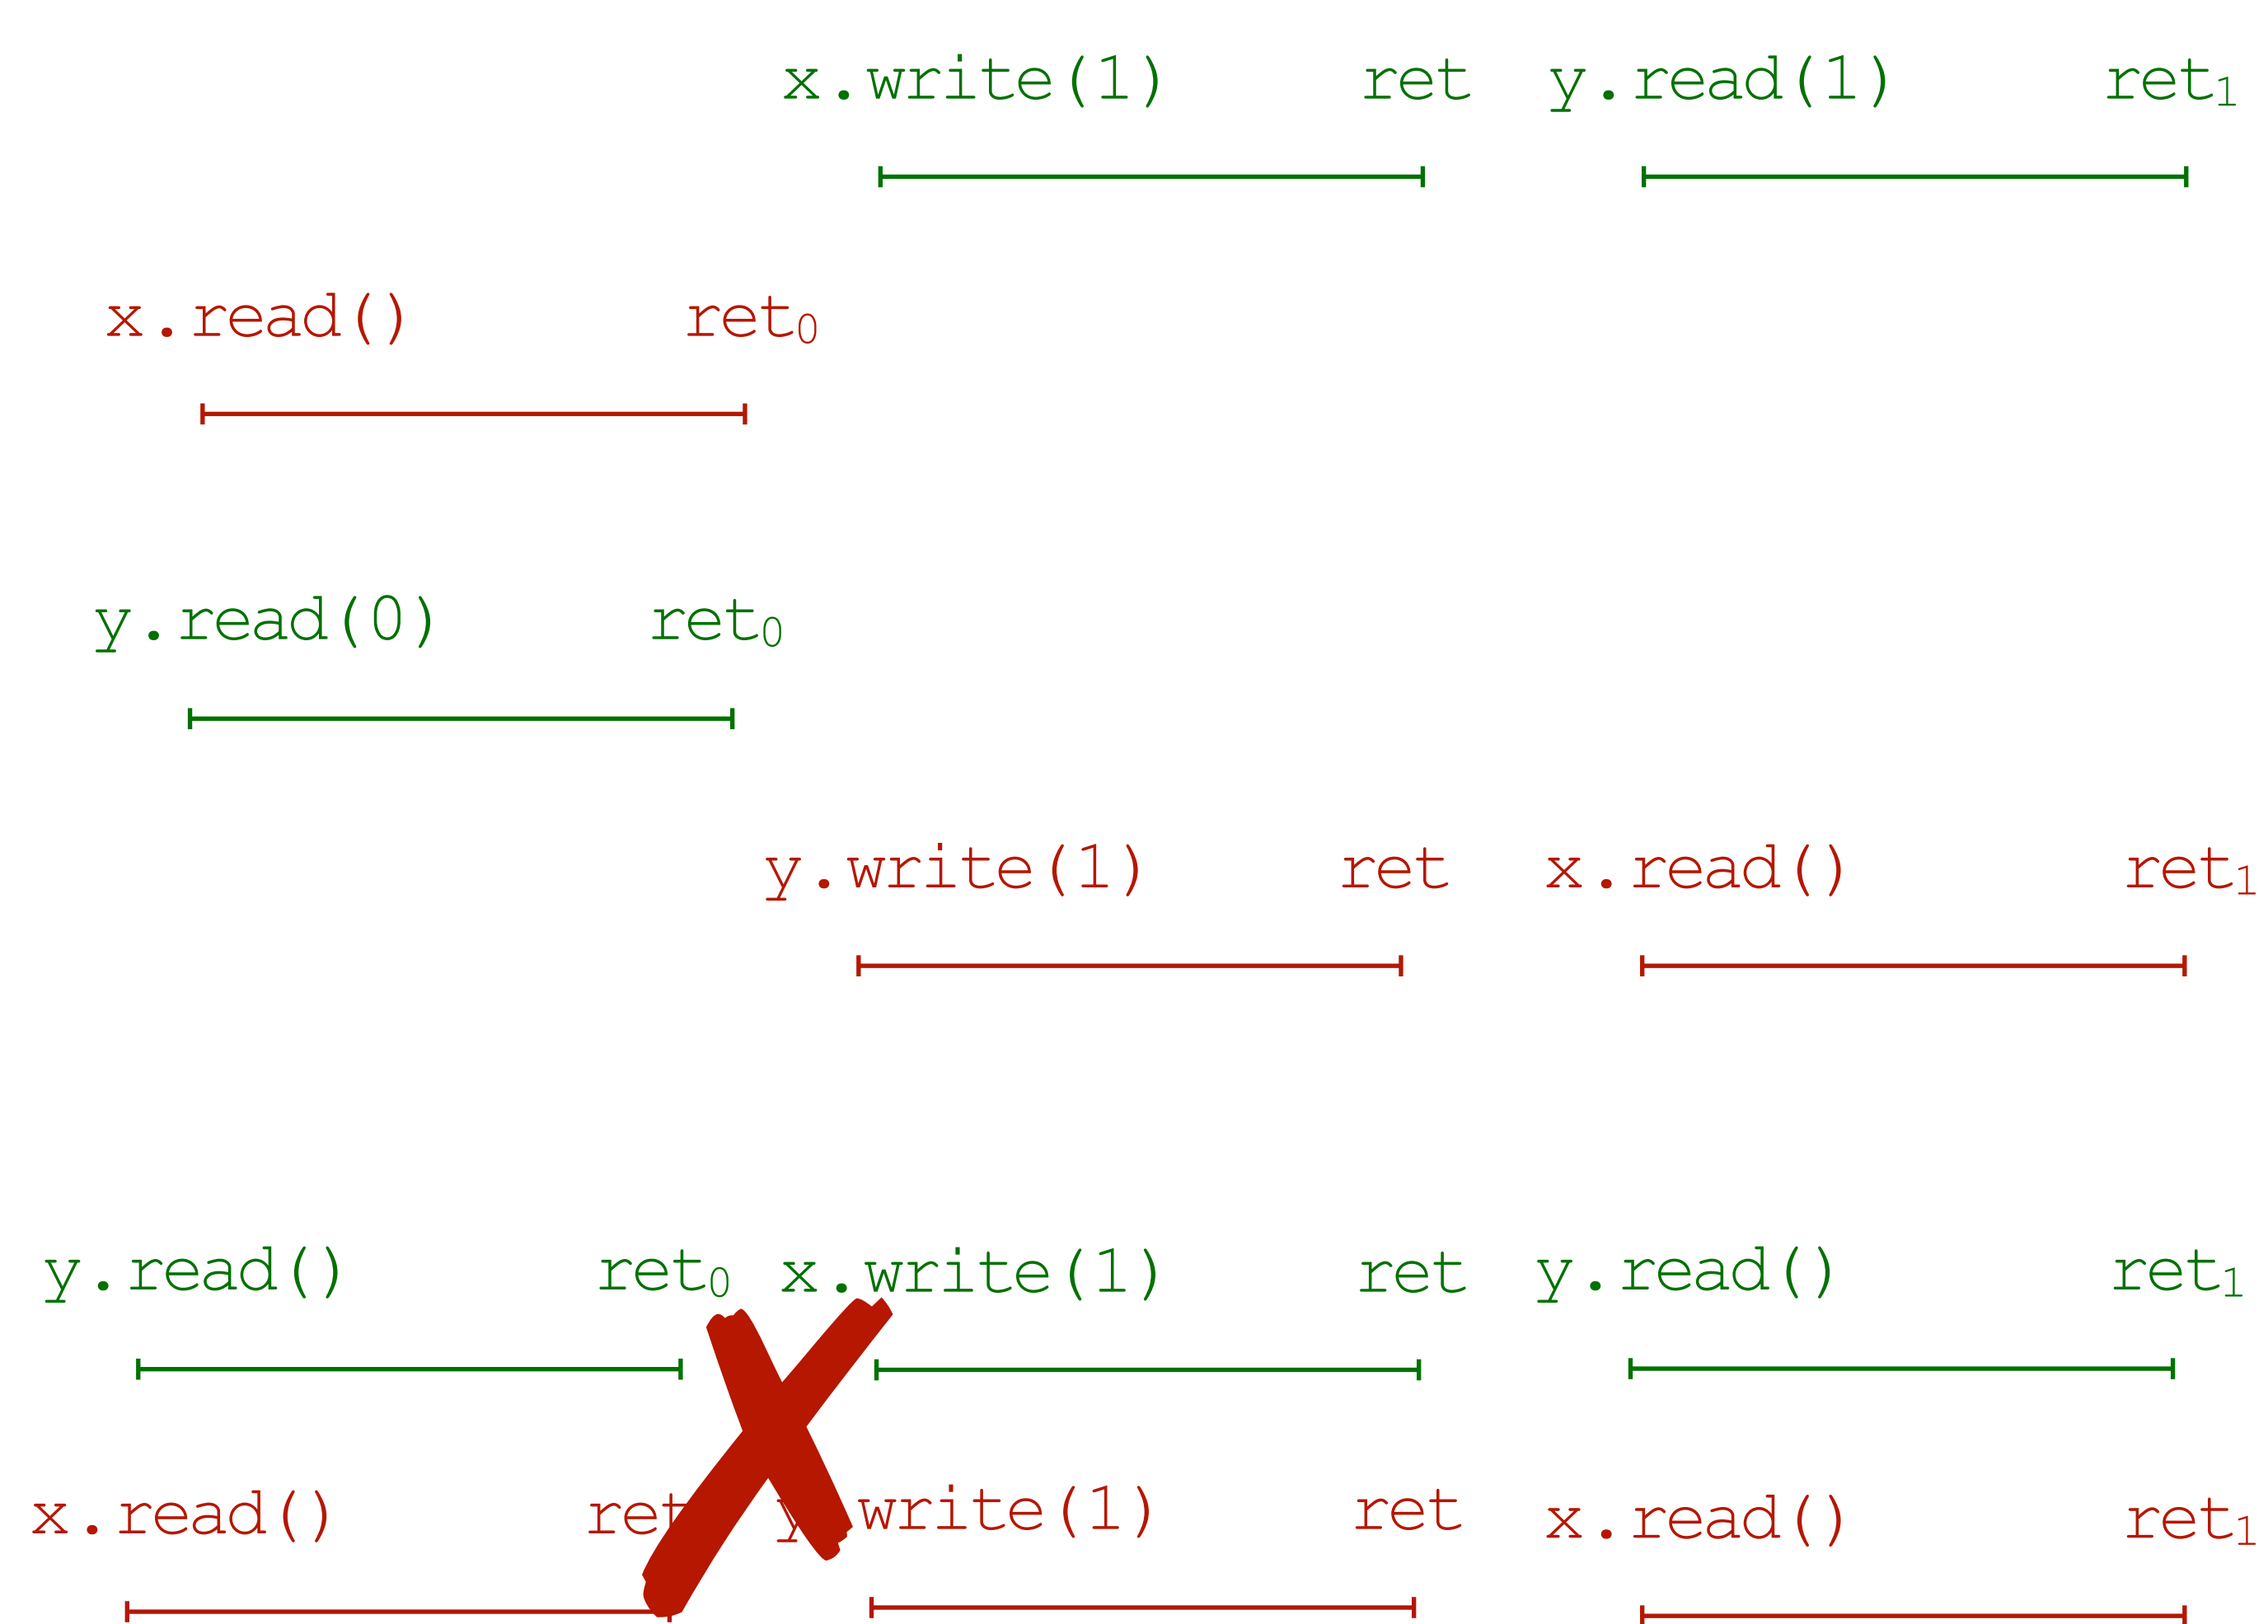 x.write(1) ret y.read(1) ret1
x.read() ret0
y.read(0) ret0
y.write(1) ret x.read() ret1
y.read() ret0 x.write(1) ret y.read() ret1
x.read() write(1) ret x.read() ret1